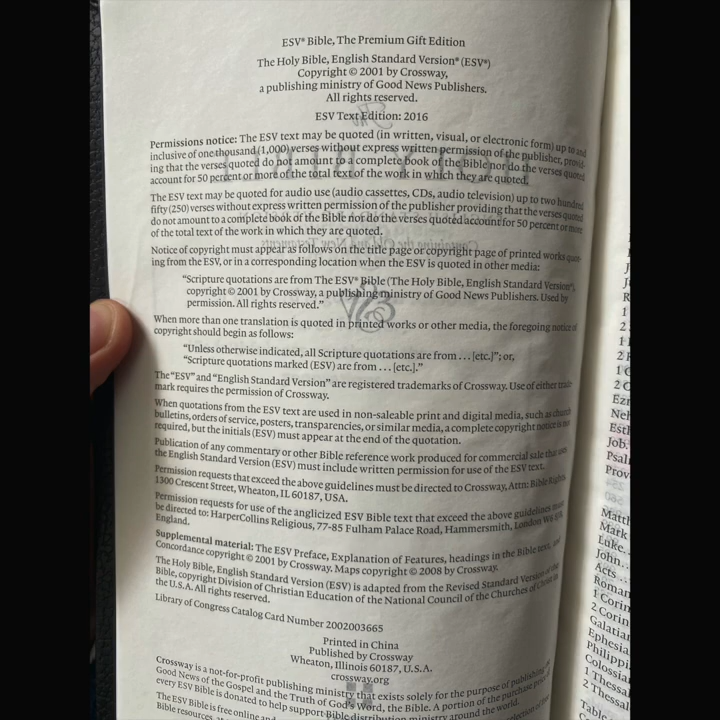 ESV® Bible, The Premium Gift Edition
The Holy Bible, English Standard Version® (ESV®)
Copyright © 2001 by Crossway,
a publishing ministry of Good News Publishers.
All rights reserved.
ESV Text Edition: 2016
Permissions notice: The ESV text may be quoted (in written, visual, or electronic form) up to and
inclusive of one thousand (1,000) verses without express written permission of the publisher, provid-
ing that the verses quoted do not amount to a complete book of the Bible nor do the verses quoted
account for 50 percent or more of the total text of the work in which they are quoted.
The ESV text may be quoted for audio use (audio cassettes, CDs, audio television) up to two hundred
fifty (250) verses without express written permission of the publisher providing that the verses quoted
do not amount to a complete book of the Bible nor do the verses quoted account for 50 percent or more
of the total text of the work in which they are quoted.
Notice of copyright must appear as follows on the title page or copyright page of printed works quot-
ing from the ESV, or in a corresponding location when the ESV is quoted in other media:
“Scripture quotations are from The ESV® Bible (The Holy Bible, English Standard Version®),
copyright © 2001 by Crossway, a publishing ministry of Good News Publishers. Used by
permission. All rights reserved.”
When more than one translation is quoted in printed works or other media, the foregoing notice of
copyright should begin as follows:
“Unless otherwise indicated, all Scripture quotations are from . . . [etc.]”; or,
“Scripture quotations marked (ESV) are from . . . [etc.].”
The “ESV” and “English Standard Version” are registered trademarks of Crossway. Use of either trade-
mark requires the permission of Crossway.
When quotations from the ESV text are used in non-saleable print and digital media, such as church
bulletins, orders of service, posters, transparencies, or similar media, a complete copyright notice is not
required, but the initials (ESV) must appear at the end of the quotation.
Publication of any commentary or other Bible reference work produced for commercial sale that uses
the English Standard Version (ESV) must include written permission for use of the ESV text.
Permission requests that exceed the above guidelines must be directed to Crossway, Attn: Bible Rights,
1300 Crescent Street, Wheaton, IL 60187, USA.
Permission requests for use of the anglicized ESV Bible text that exceed the above guidelines must
be directed to: HarperCollins Religious, 77-85 Fulham Palace Road, Hammersmith, London W6 8JB,
England.
Supplemental material: The ESV Preface, Explanation of Features, headings in the Bible text, and
Concordance copyright © 2001 by Crossway. Maps copyright © 2008 by Crossway.
The Holy Bible, English Standard Version (ESV) is adapted from the Revised Standard Version of the
Bible, copyright Division of Christian Education of the National Council of the Churches of Christ in
the U.S.A. All rights reserved.
Library of Congress Catalog Card Number 2002003665
Printed in China
Published by Crossway
Wheaton, Illinois 60187, U.S.A.
crossway.org
Crossway is a not-for-profit publishing ministry that exists solely for the purpose of publishing
Good News of the Gospel and the Truth of God's word, the Bible. A portion of the purchase price of
every ESV Bible is donated to help support Bible distribution ministry around the world.
The ESV Bible is free online and
Bible resources
Job.
Psal
Prov
Matth
Mark
Luke
John . .
Acts . .
Roman
1 Corin
2 Corin
Galatian
Ephesia
Philippi
Colossian
1 Thessa
2 Thessal
Table